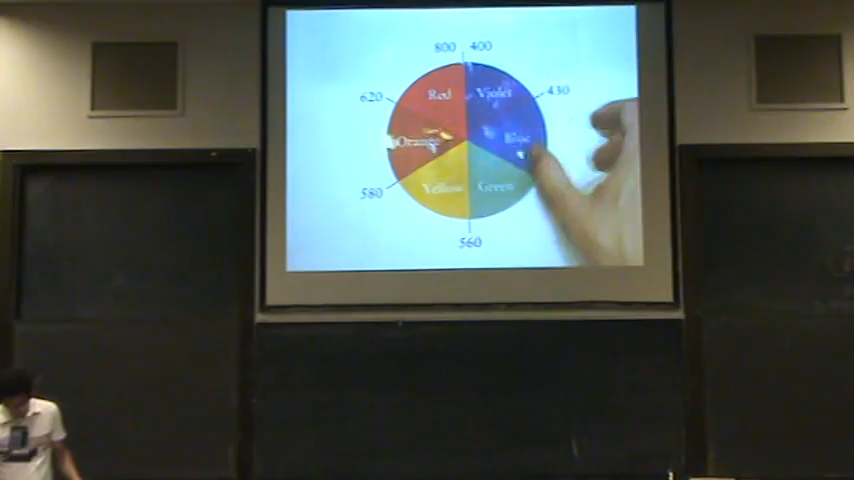 800 400
620 Red Violet 430
Orange Blue
580 Yellow Green
560